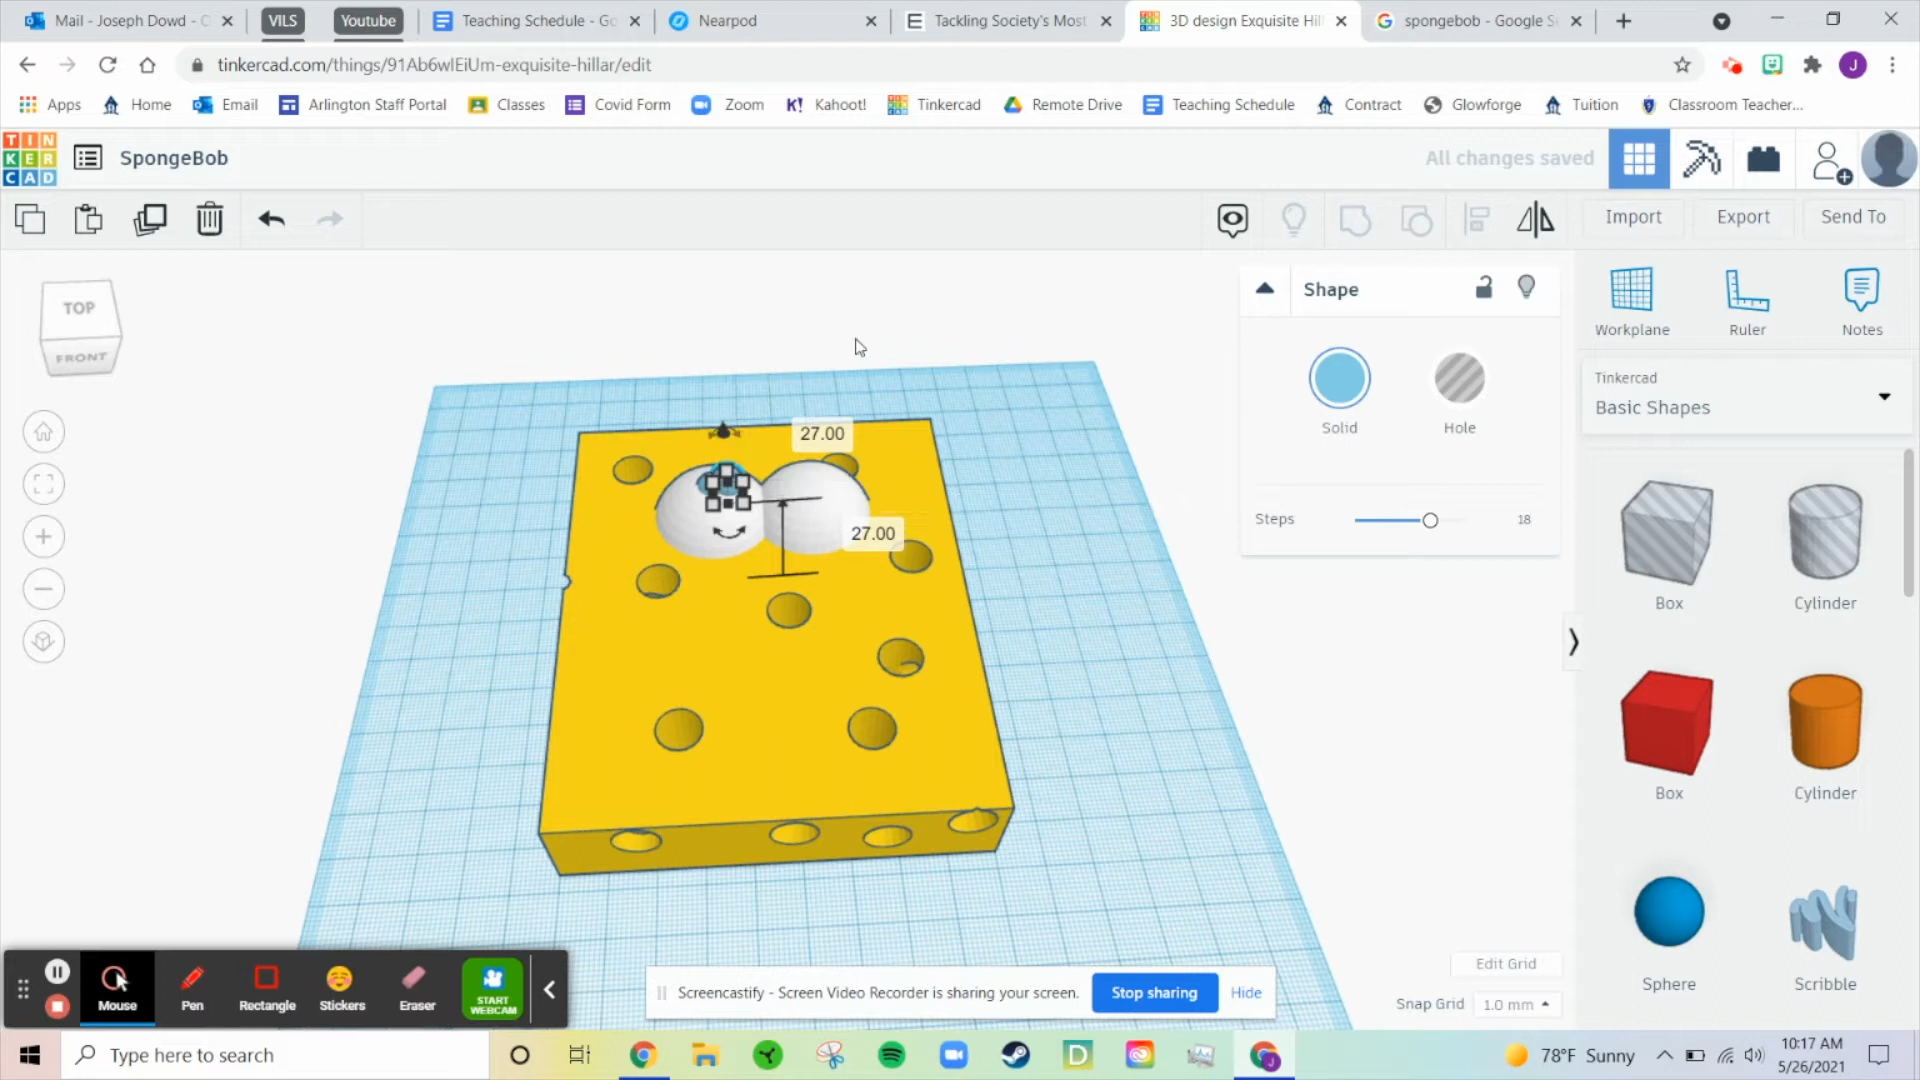 Mail - Joseph Dowd - C
VILS
Youtube
Teaching Schedule - Go
Nearpod
Tackling Society's Most
3D design Exquisite Hil
spongebob - Google Se
tinkercad.com/things/91Ab6wlEiUm-exquisite-hillar/edit
J
Apps
Home
Email
Arlington Staff Portal
Classes
Covid Form
Zoom
K! Kahoot!
Tinkercad
Remote Drive
Teaching Schedule
Contract
Glowforge
Tuition
Classroom Teacher...
TIN
KER
CAD
SpongeBob
All changes saved
Import
Export
Send To
TOP
FRONT
Shape
Workplane
Ruler
Notes
Solid
Hole
Tinkercad
Basic Shapes
27.00
27.00
Steps
18
Box
Cylinder
Box
Cylinder
Sphere
Scribble
Edit Grid
Snap Grid
1.0 mm
Mouse
Pen
Rectangle
Stickers
Eraser
START
WEBCAM
Screencastify - Screen Video Recorder is sharing your screen.
Stop sharing
Hide
Type here to search
78°F Sunny
10:17 AM
5/26/2021